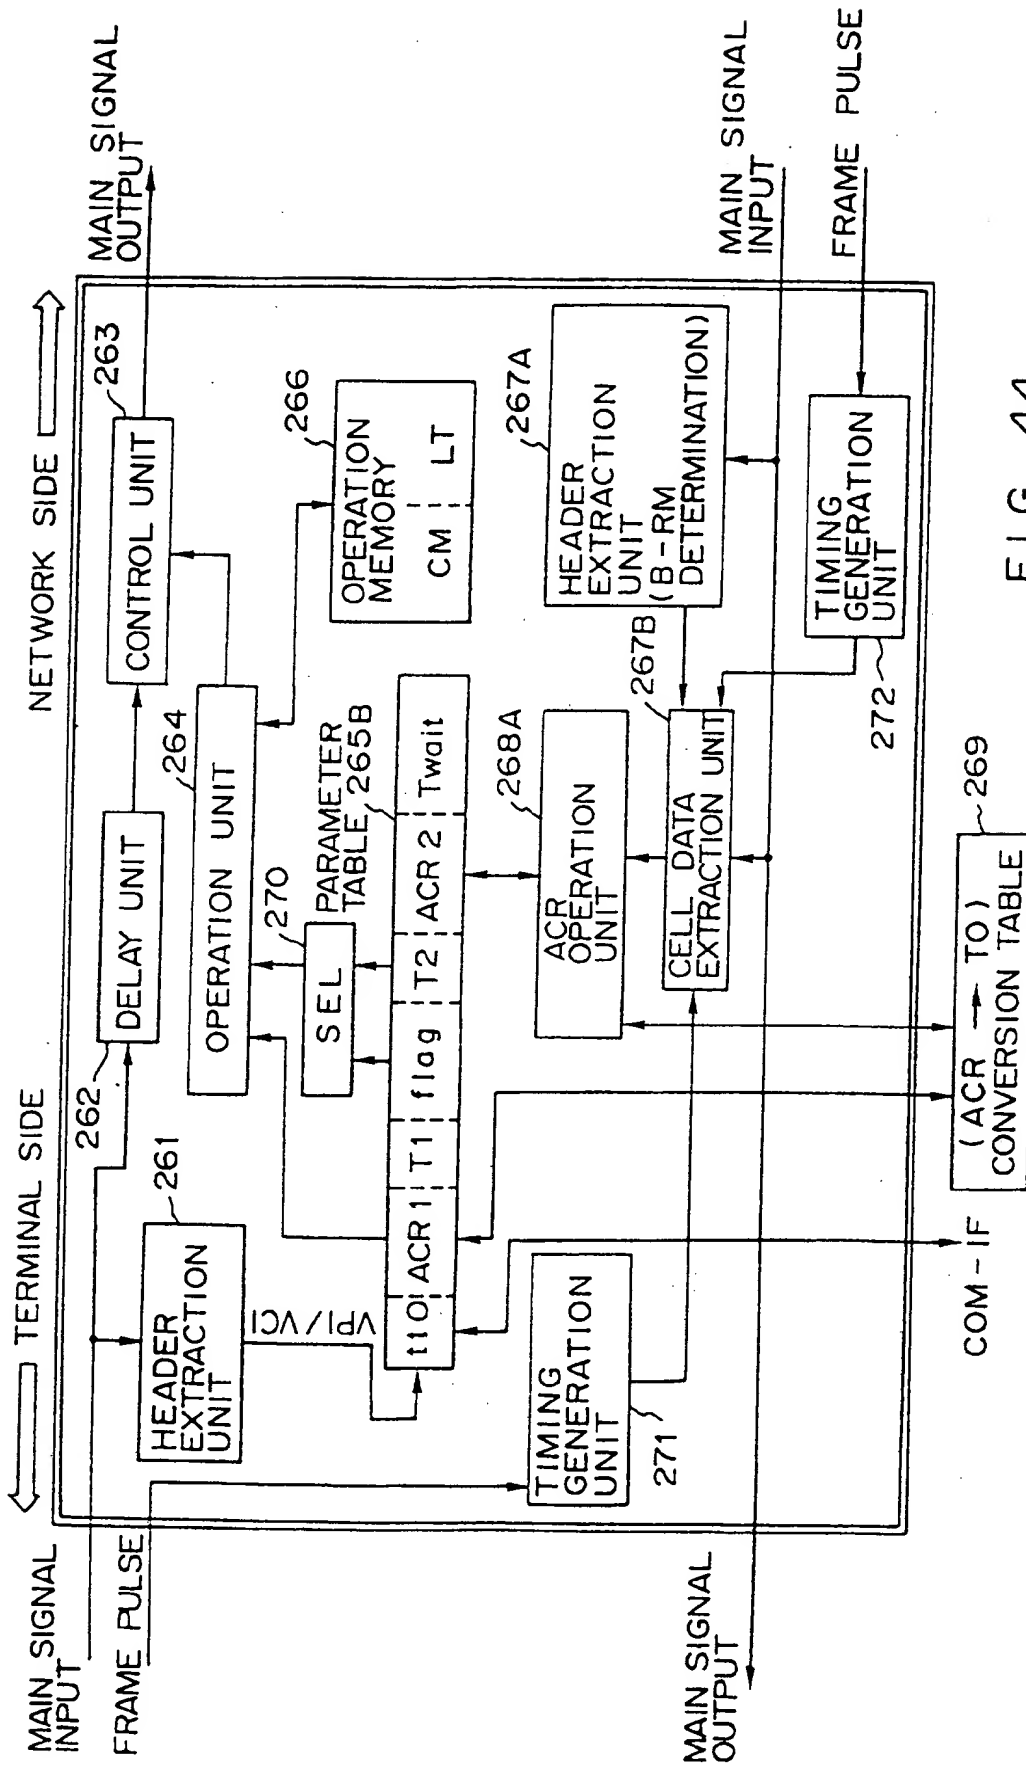 TERMINAL SIDE
NETWORK SIDE
MAIN SIGNAL
INPUT
FRAME PULSE
MAIN SIGNAL
OUTPUT
262
DELAY UNIT
263
CONTROL UNIT
261
HEADER
EXTRACTION
UNIT
VPI/VCI
264
OPERATION UNIT
270
SEL
PARAMETER
TABLE 265B
266
OPERATION
MEMORY
CM LT
tt0 ACR1 T1 flag T2 ACR2 Twait
268A
ACR
OPERATION
UNIT
267A
HEADER
EXTRACTION
UNIT
(B-RM
DETERMINATION)
267B
CELL DATA
EXTRACTION UNIT
TIMING
GENERATION
UNIT
271
TIMING
GENERATION
UNIT
272
MAIN SIGNAL
OUTPUT
MAIN SIGNAL
INPUT
FRAME PULSE
COM-IF
(ACR → TO)
CONVERSION TABLE
269
FIG. 44